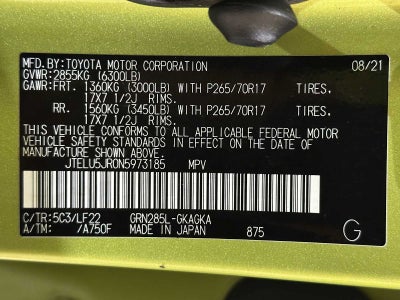 MFD.BY:TOYOTA MOTOR CORPORATION 08/21
GVWR:2855KG (6300LB)
GAWR:FRT. 1360KG (3000LB) WITH P265/70R17 TIRES.
17X7 1/2J RIMS.
RR. 1560KG (3450LB) WITH P265/70R17 TIRES.
17X7 1/2J RIMS.
THIS VEHICLE CONFORMS TO ALL APPLICABLE FEDERAL MOTOR
VEHICLE SAFETY STANDARDS IN EFFECT ON THE DATE OF
MANUFACTURE SHOWN ABOVE.
JTELU5JR0N5973185 MPV
C/TR:5C3/LF22 GRN285L-GKAGKA
A/TM: /A750F MADE IN JAPAN 875 G